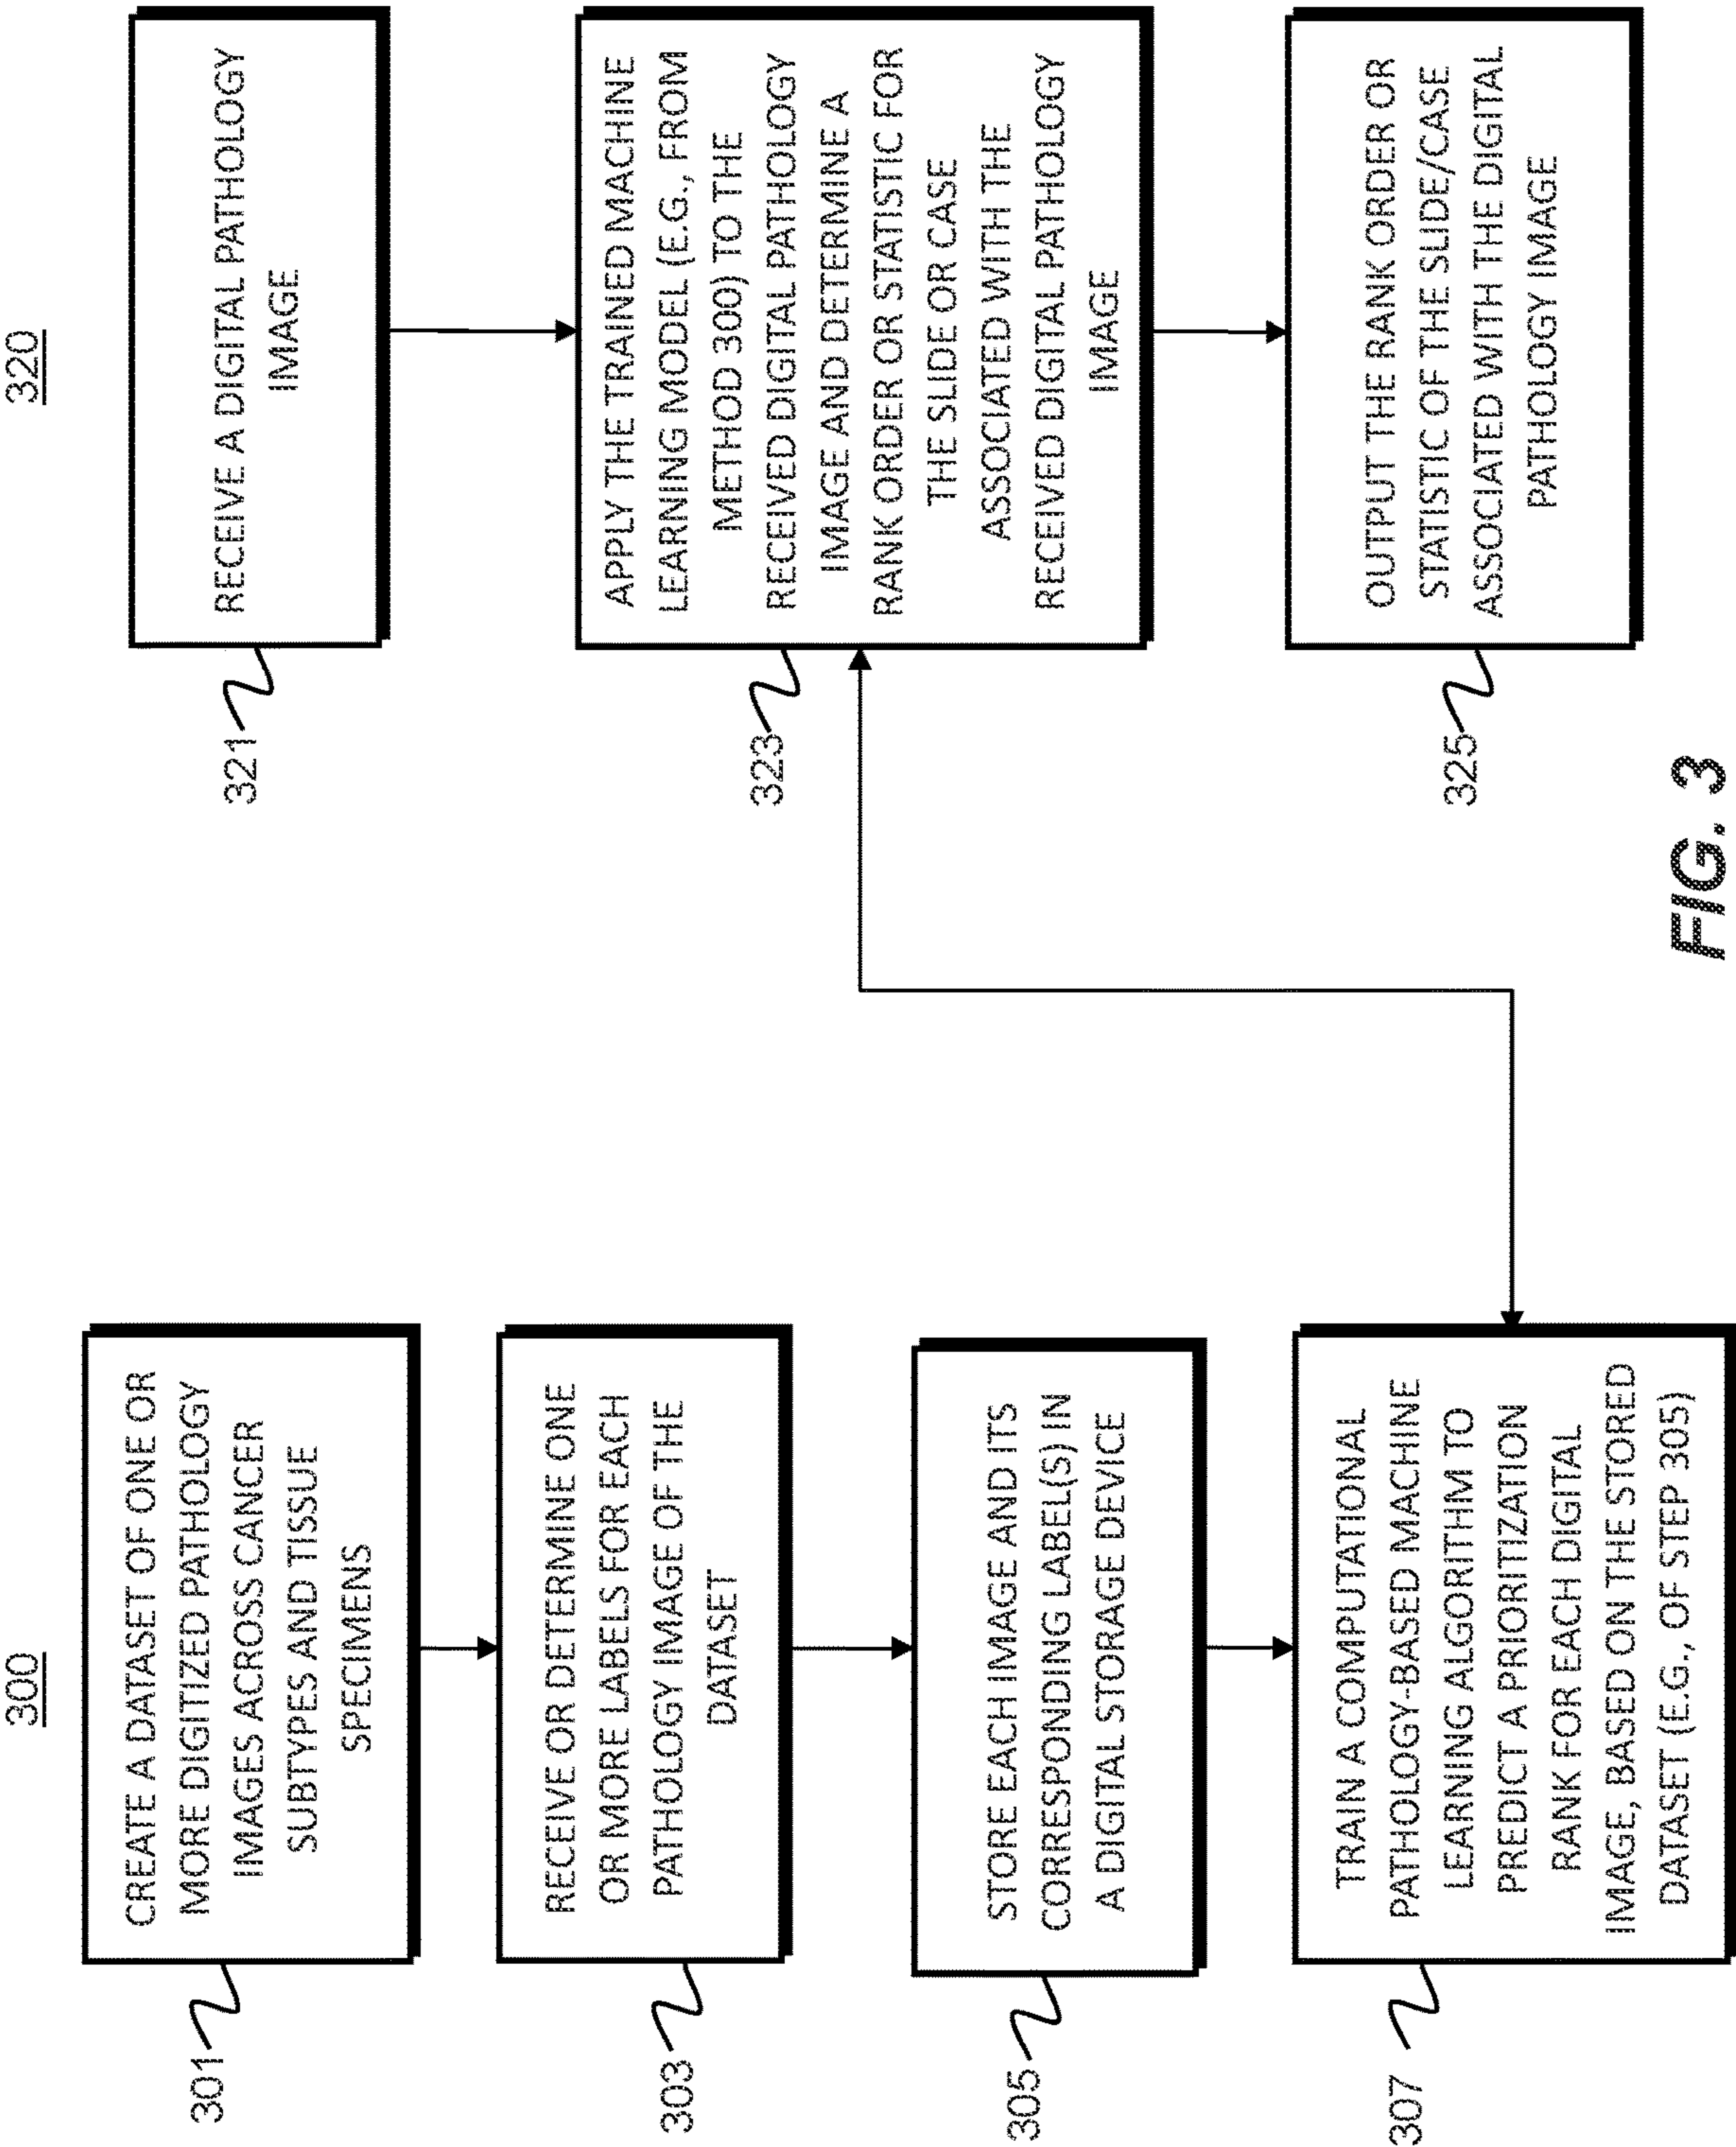 300
301
CREATE A DATASET OF ONE OR
MORE DIGITIZED PATHOLOGY
IMAGES ACROSS CANCER
SUBTYPES AND TISSUE
SPECIMENS
303
RECEIVE OR DETERMINE ONE
OR MORE LABELS FOR EACH
PATHOLOGY IMAGE OF THE
DATASET
305
STORE EACH IMAGE AND ITS
CORRESPONDING LABEL(S) IN
A DIGITAL STORAGE DEVICE
307
TRAIN A COMPUTATIONAL
PATHOLOGY-BASED MACHINE
LEARNING ALGORITHM TO
PREDICT A PRIORITIZATION
RANK FOR EACH DIGITAL
IMAGE, BASED ON THE STORED
DATASET (E.G., OF STEP 305)
320
321
RECEIVE A DIGITAL PATHOLOGY
IMAGE
323
APPLY THE TRAINED MACHINE
LEARNING MODEL (E.G., FROM
METHOD 300) TO THE
RECEIVED DIGITAL PATHOLOGY
IMAGE AND DETERMINE A
RANK ORDER OR STATISTIC FOR
THE SLIDE OR CASE
ASSOCIATED WITH THE
RECEIVED DIGITAL PATHOLOGY
IMAGE
325
OUTPUT THE RANK ORDER OR
STATISTIC OF THE SLIDE/CASE
ASSOCIATED WITH THE DIGITAL
PATHOLOGY IMAGE
FIG. 3